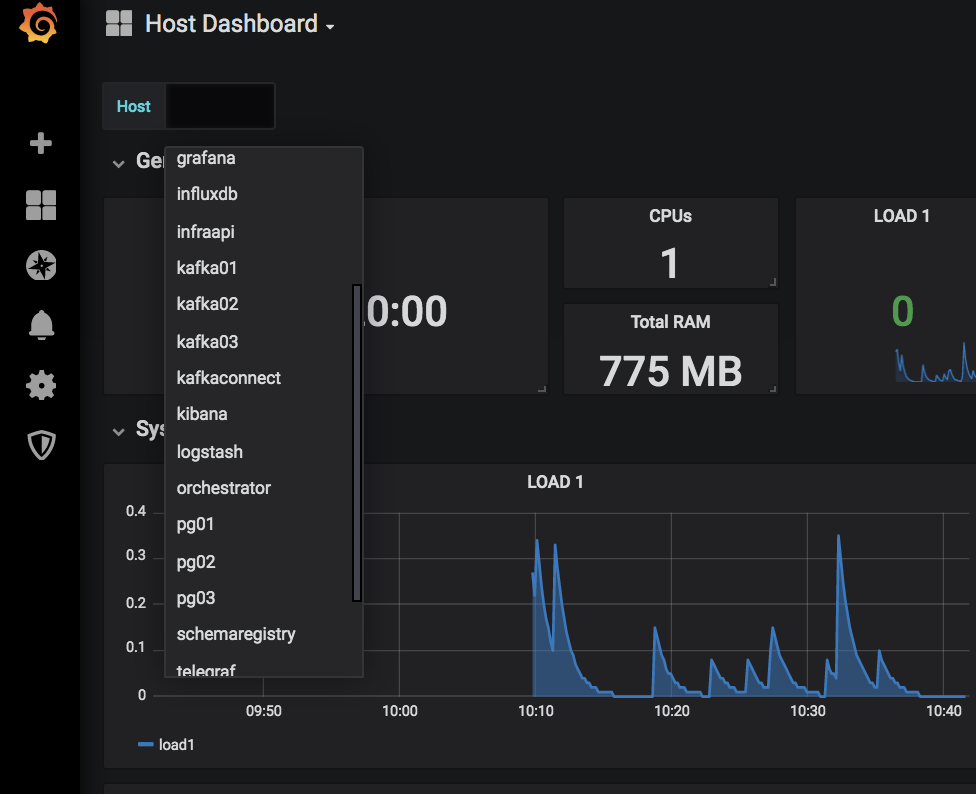 Host Dashboard
Host
grafana
influxdb
infraapi
kafka01
kafka02
kafka03
kafkaconnect
kibana
logstash
orchestrator
pg01
pg02
pg03
schemaregistry
telegraf
0:00
CPUs
1
Total RAM
775 MB
LOAD 1
0
LOAD 1
0.4
0.3
0.2
0.1
0
09:50 10:00 10:10 10:20 10:30 10:40
load1